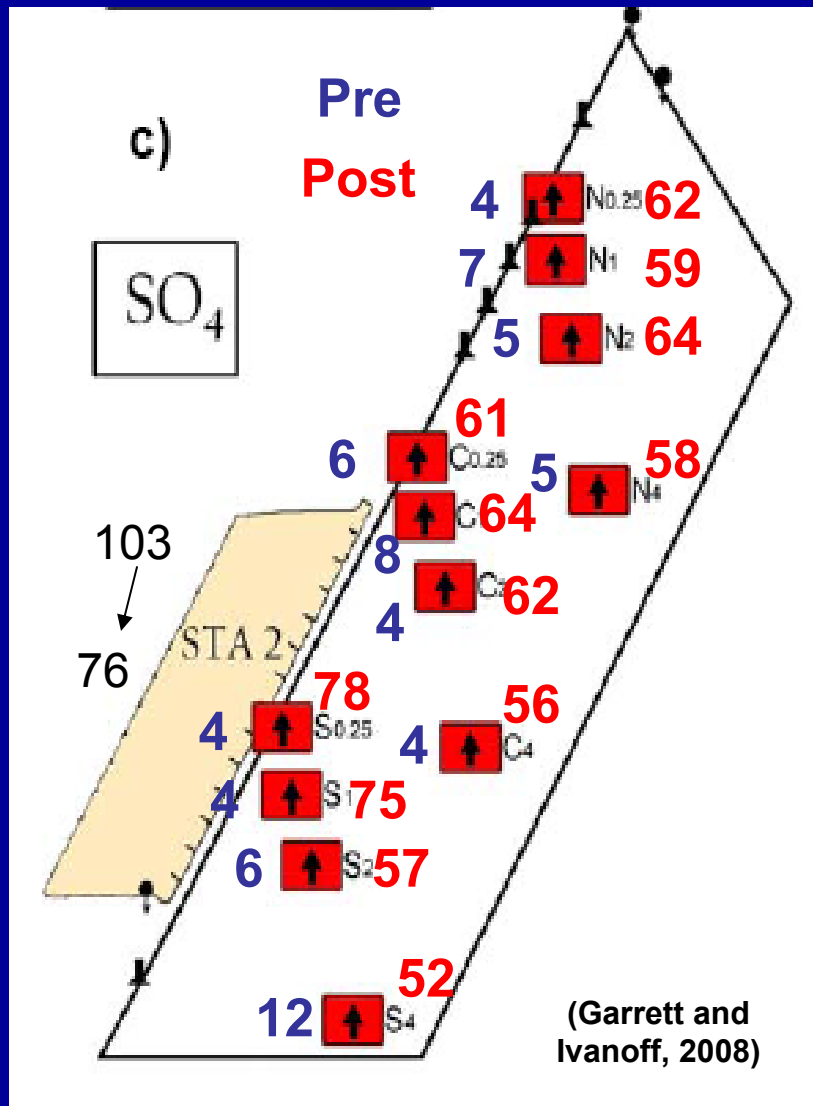 Pre
c)
Post
4 N0.25 62
7 N1 59
SO4
5 N2 64
61
6 C0.25
58
5 N4
C 64
8
103
C2 62
4
STA 2
76
78
56
4 S0.25
4 C4
4 S1 75
6 S2 57
52
12 S4
(Garrett and
Ivanoff, 2008)